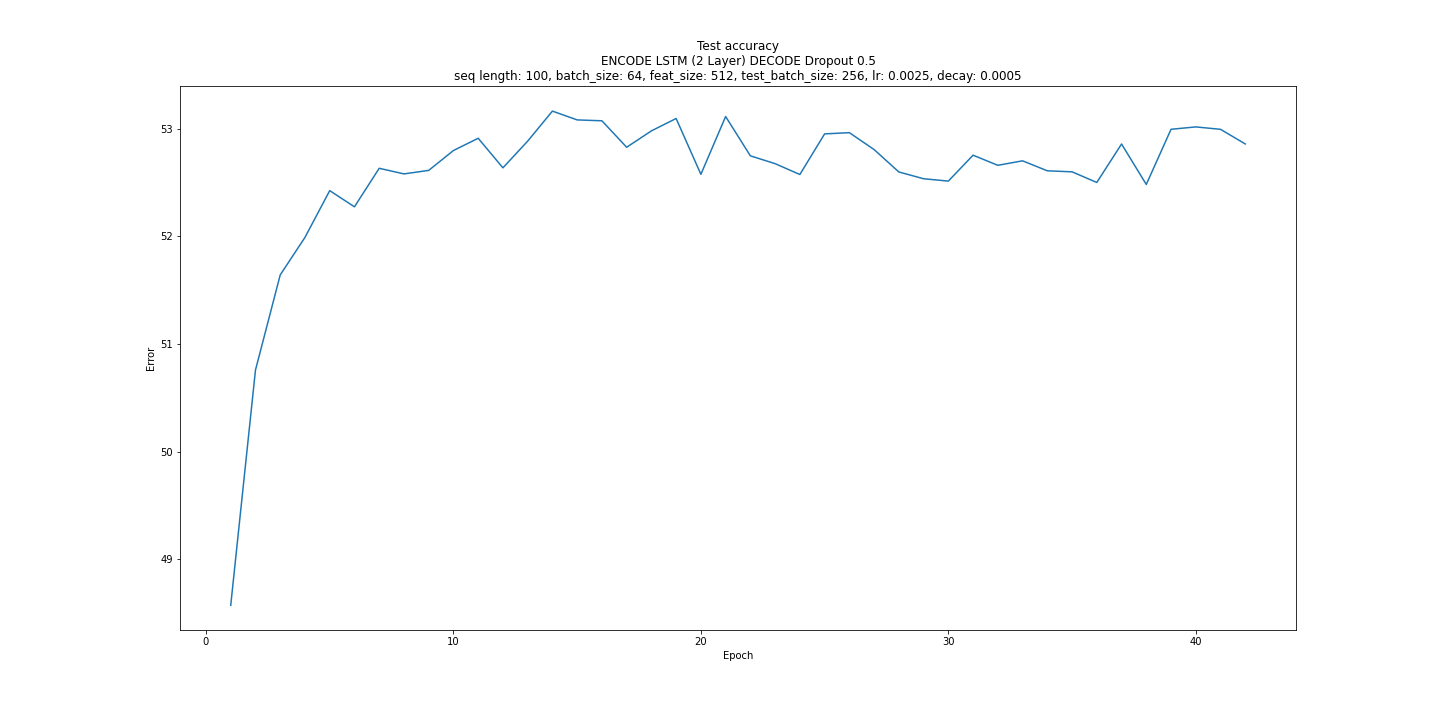 Test accuracy
ENCODE LSTM (2 Layer) DECODE Dropout 0.5
seq length: 100, batch_size: 64, feat_size: 512, test_batch_size: 256, lr: 0.0025, decay: 0.0005
53
52
51
50
49
Error
0 10 20 30 40
Epoch